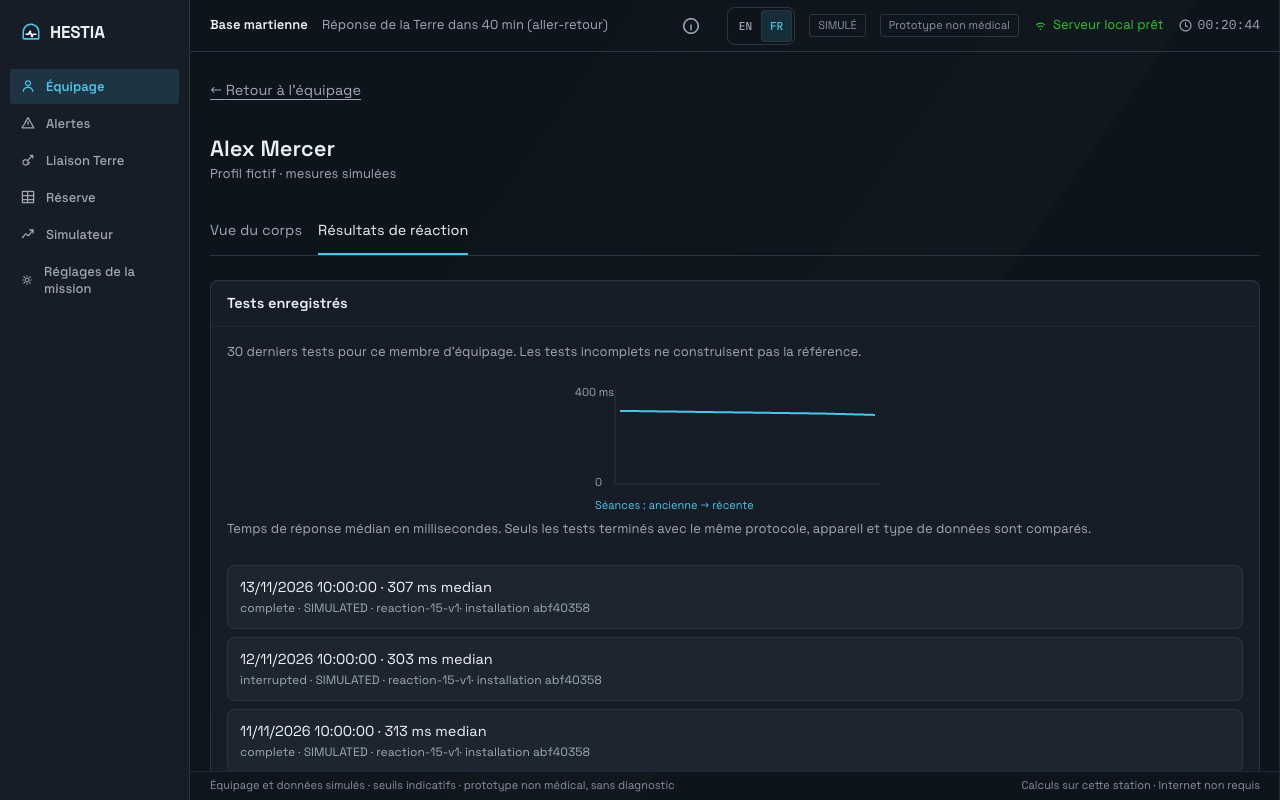 HESTIA
Équipage
Alertes
Liaison Terre
Réserve
Simulateur
Réglages de la
mission
Base martienne Réponse de la Terre dans 40 min (aller-retour)
EN FR
SIMULÉ
Prototype non médical
Serveur local prêt
00:20:44
← Retour à l'équipage
Alex Mercer
Profil fictif · mesures simulées
Vue du corps Résultats de réaction
Tests enregistrés
30 derniers tests pour ce membre d'équipage. Les tests incomplets ne construisent pas la référence.
400 ms
0
Séances : ancienne → récente
Temps de réponse médian en millisecondes. Seuls les tests terminés avec le même protocole, appareil et type de données sont comparés.
13/11/2026 10:00:00 · 307 ms median
complete · SIMULATED · reaction-15-v1· installation abf40358
12/11/2026 10:00:00 · 303 ms median
interrupted · SIMULATED · reaction-15-v1· installation abf40358
11/11/2026 10:00:00 · 313 ms median
complete · SIMULATED · reaction-15-v1· installation abf40358
Équipage et données simulés · seuils indicatifs · prototype non médical, sans diagnostic
Calculs sur cette station · Internet non requis